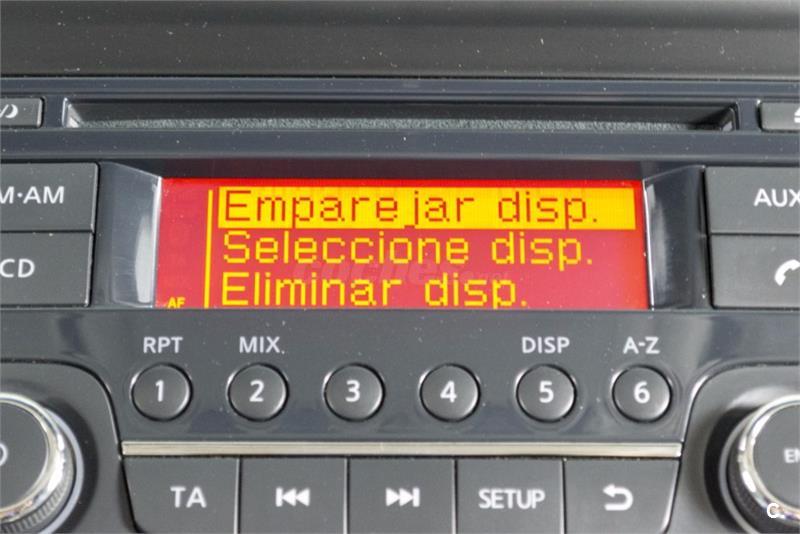 M·AM
Emparejar disp.
AUX
Seleccione disp.
CD
AF
Eliminar disp.
RPT
MIX
DISP
A-Z
1
2
3
4
5
6
TA
SETUP
EN
c.